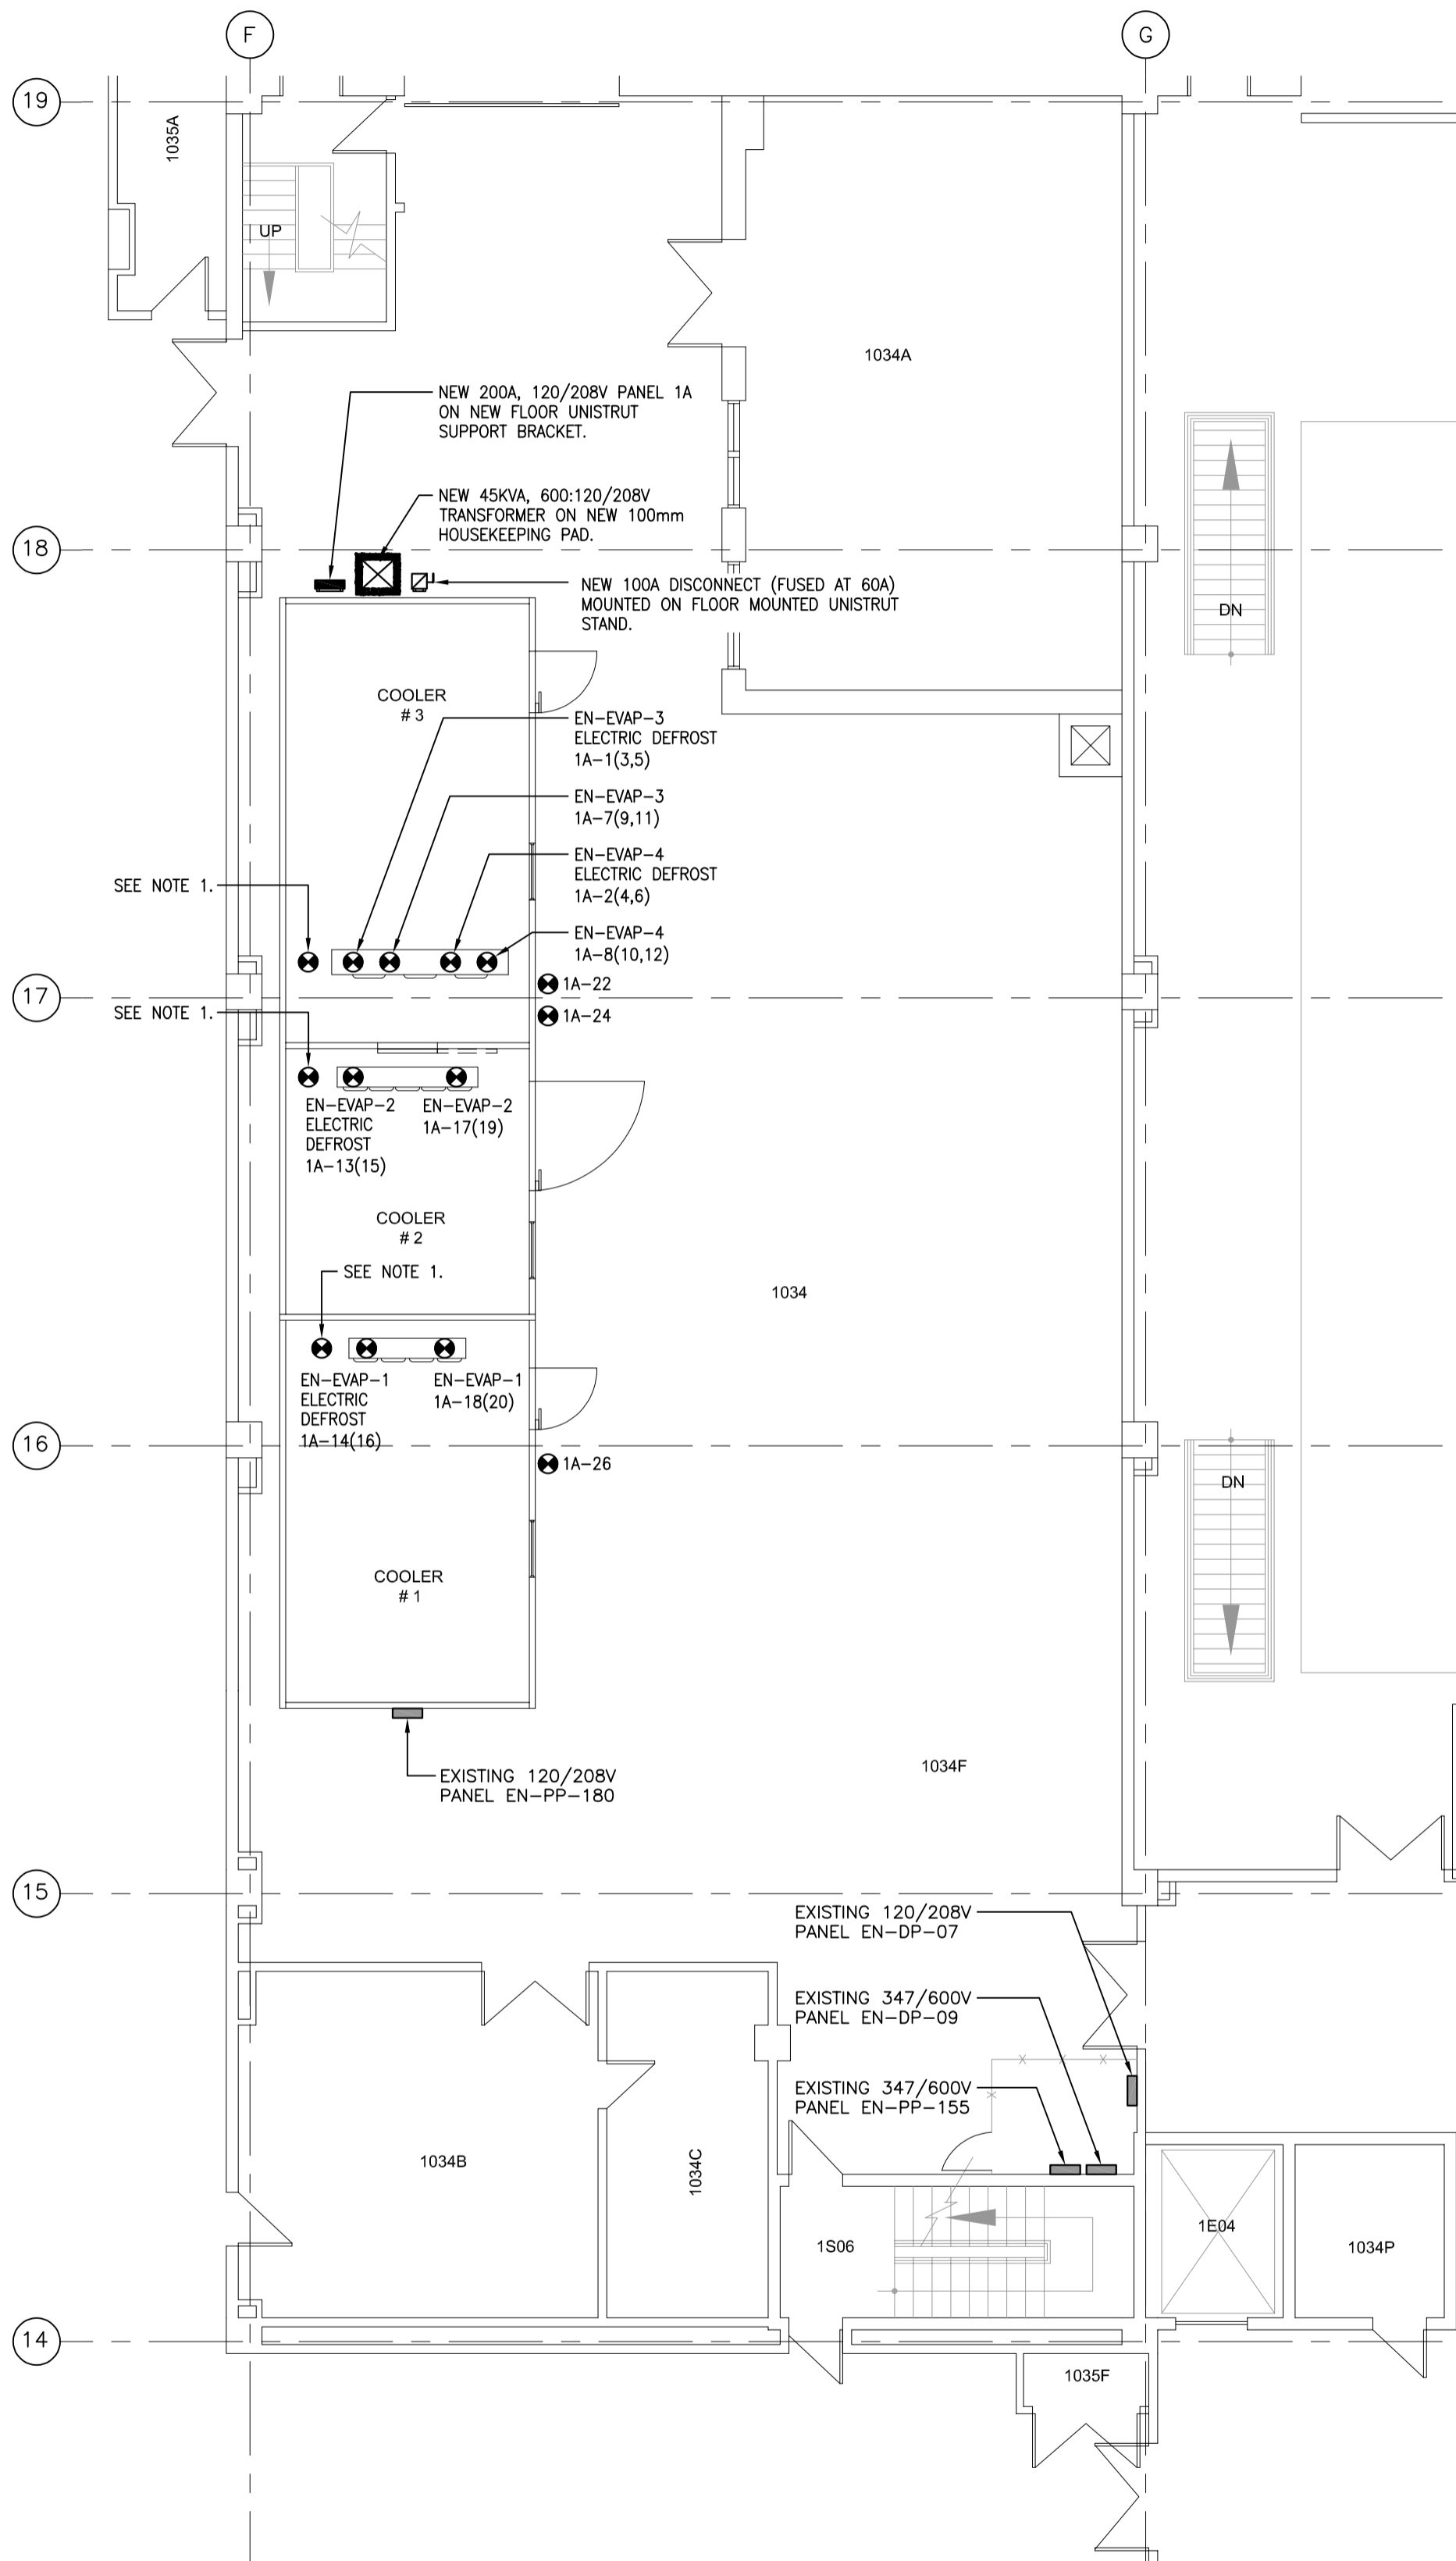 F
G
19
1035A
UP
1034A
NEW 200A, 120/208V PANEL 1A
ON NEW FLOOR UNISTRUT
SUPPORT BRACKET.
NEW 45KVA, 600:120/208V
TRANSFORMER ON NEW 100mm
HOUSEKEEPING PAD.
18
NEW 100A DISCONNECT (FUSED AT 60A)
MOUNTED ON FLOOR MOUNTED UNISTRUT
STAND.
DN
COOLER
# 3
EN-EVAP-3
ELECTRIC DEFROST
1A-1(3,5)
EN-EVAP-3
1A-7(9,11)
EN-EVAP-4
ELECTRIC DEFROST
1A-2(4,6)
SEE NOTE 1.
EN-EVAP-4
1A-8(10,12)
1A-22
17
SEE NOTE 1.
1A-24
EN-EVAP-2
ELECTRIC
DEFROST
1A-13(15)
EN-EVAP-2
1A-17(19)
COOLER
# 2
SEE NOTE 1.
1034
EN-EVAP-1
ELECTRIC
DEFROST
1A-14(16)
EN-EVAP-1
1A-18(20)
16
1A-26
DN
COOLER
# 1
1034F
EXISTING 120/208V
PANEL EN-PP-180
15
EXISTING 120/208V
PANEL EN-DP-07
EXISTING 347/600V
PANEL EN-DP-09
EXISTING 347/600V
PANEL EN-PP-155
1034B
1034C
1S06
1E04
1034P
14
1035F